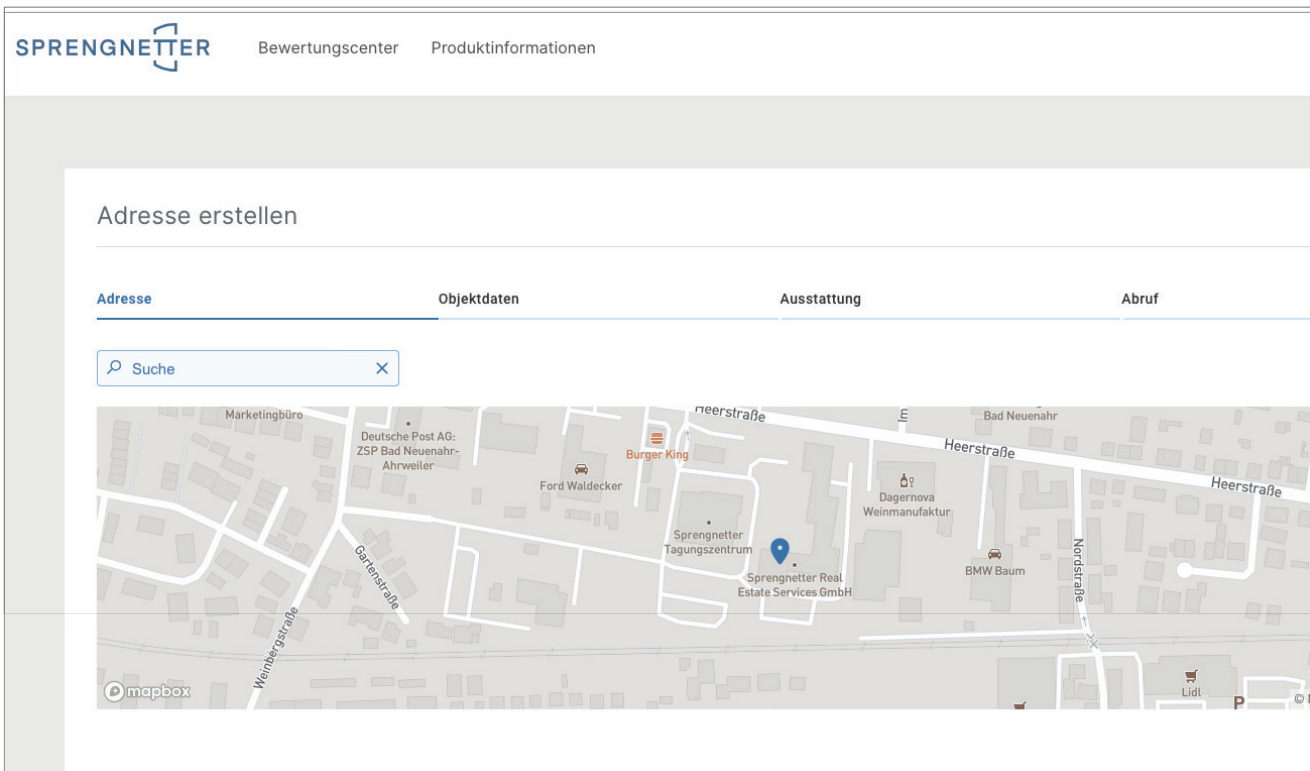 SPRENGNETTER
Bewertungscenter
Produktinformationen
Adresse erstellen
Adresse
Objektdaten
Ausstattung
Abruf
Suche
Marketingbüro
Deutsche Post AG:
ZSP Bad Neuenahr-
Ahrweiler
Burger King
Ford Waldecker
Heerstraße
Im
Bad Neuenahr
Heerstraße
Heerstraße
Dagernova
Weinmanufaktur
Sprengnetter
Tagungszentrum
Sprengnetter Real
Estate Services GmbH
BMW Baum
Nordstraße
Gartenstraße
Weinbergstraße
Lidl
P
mapbox
©